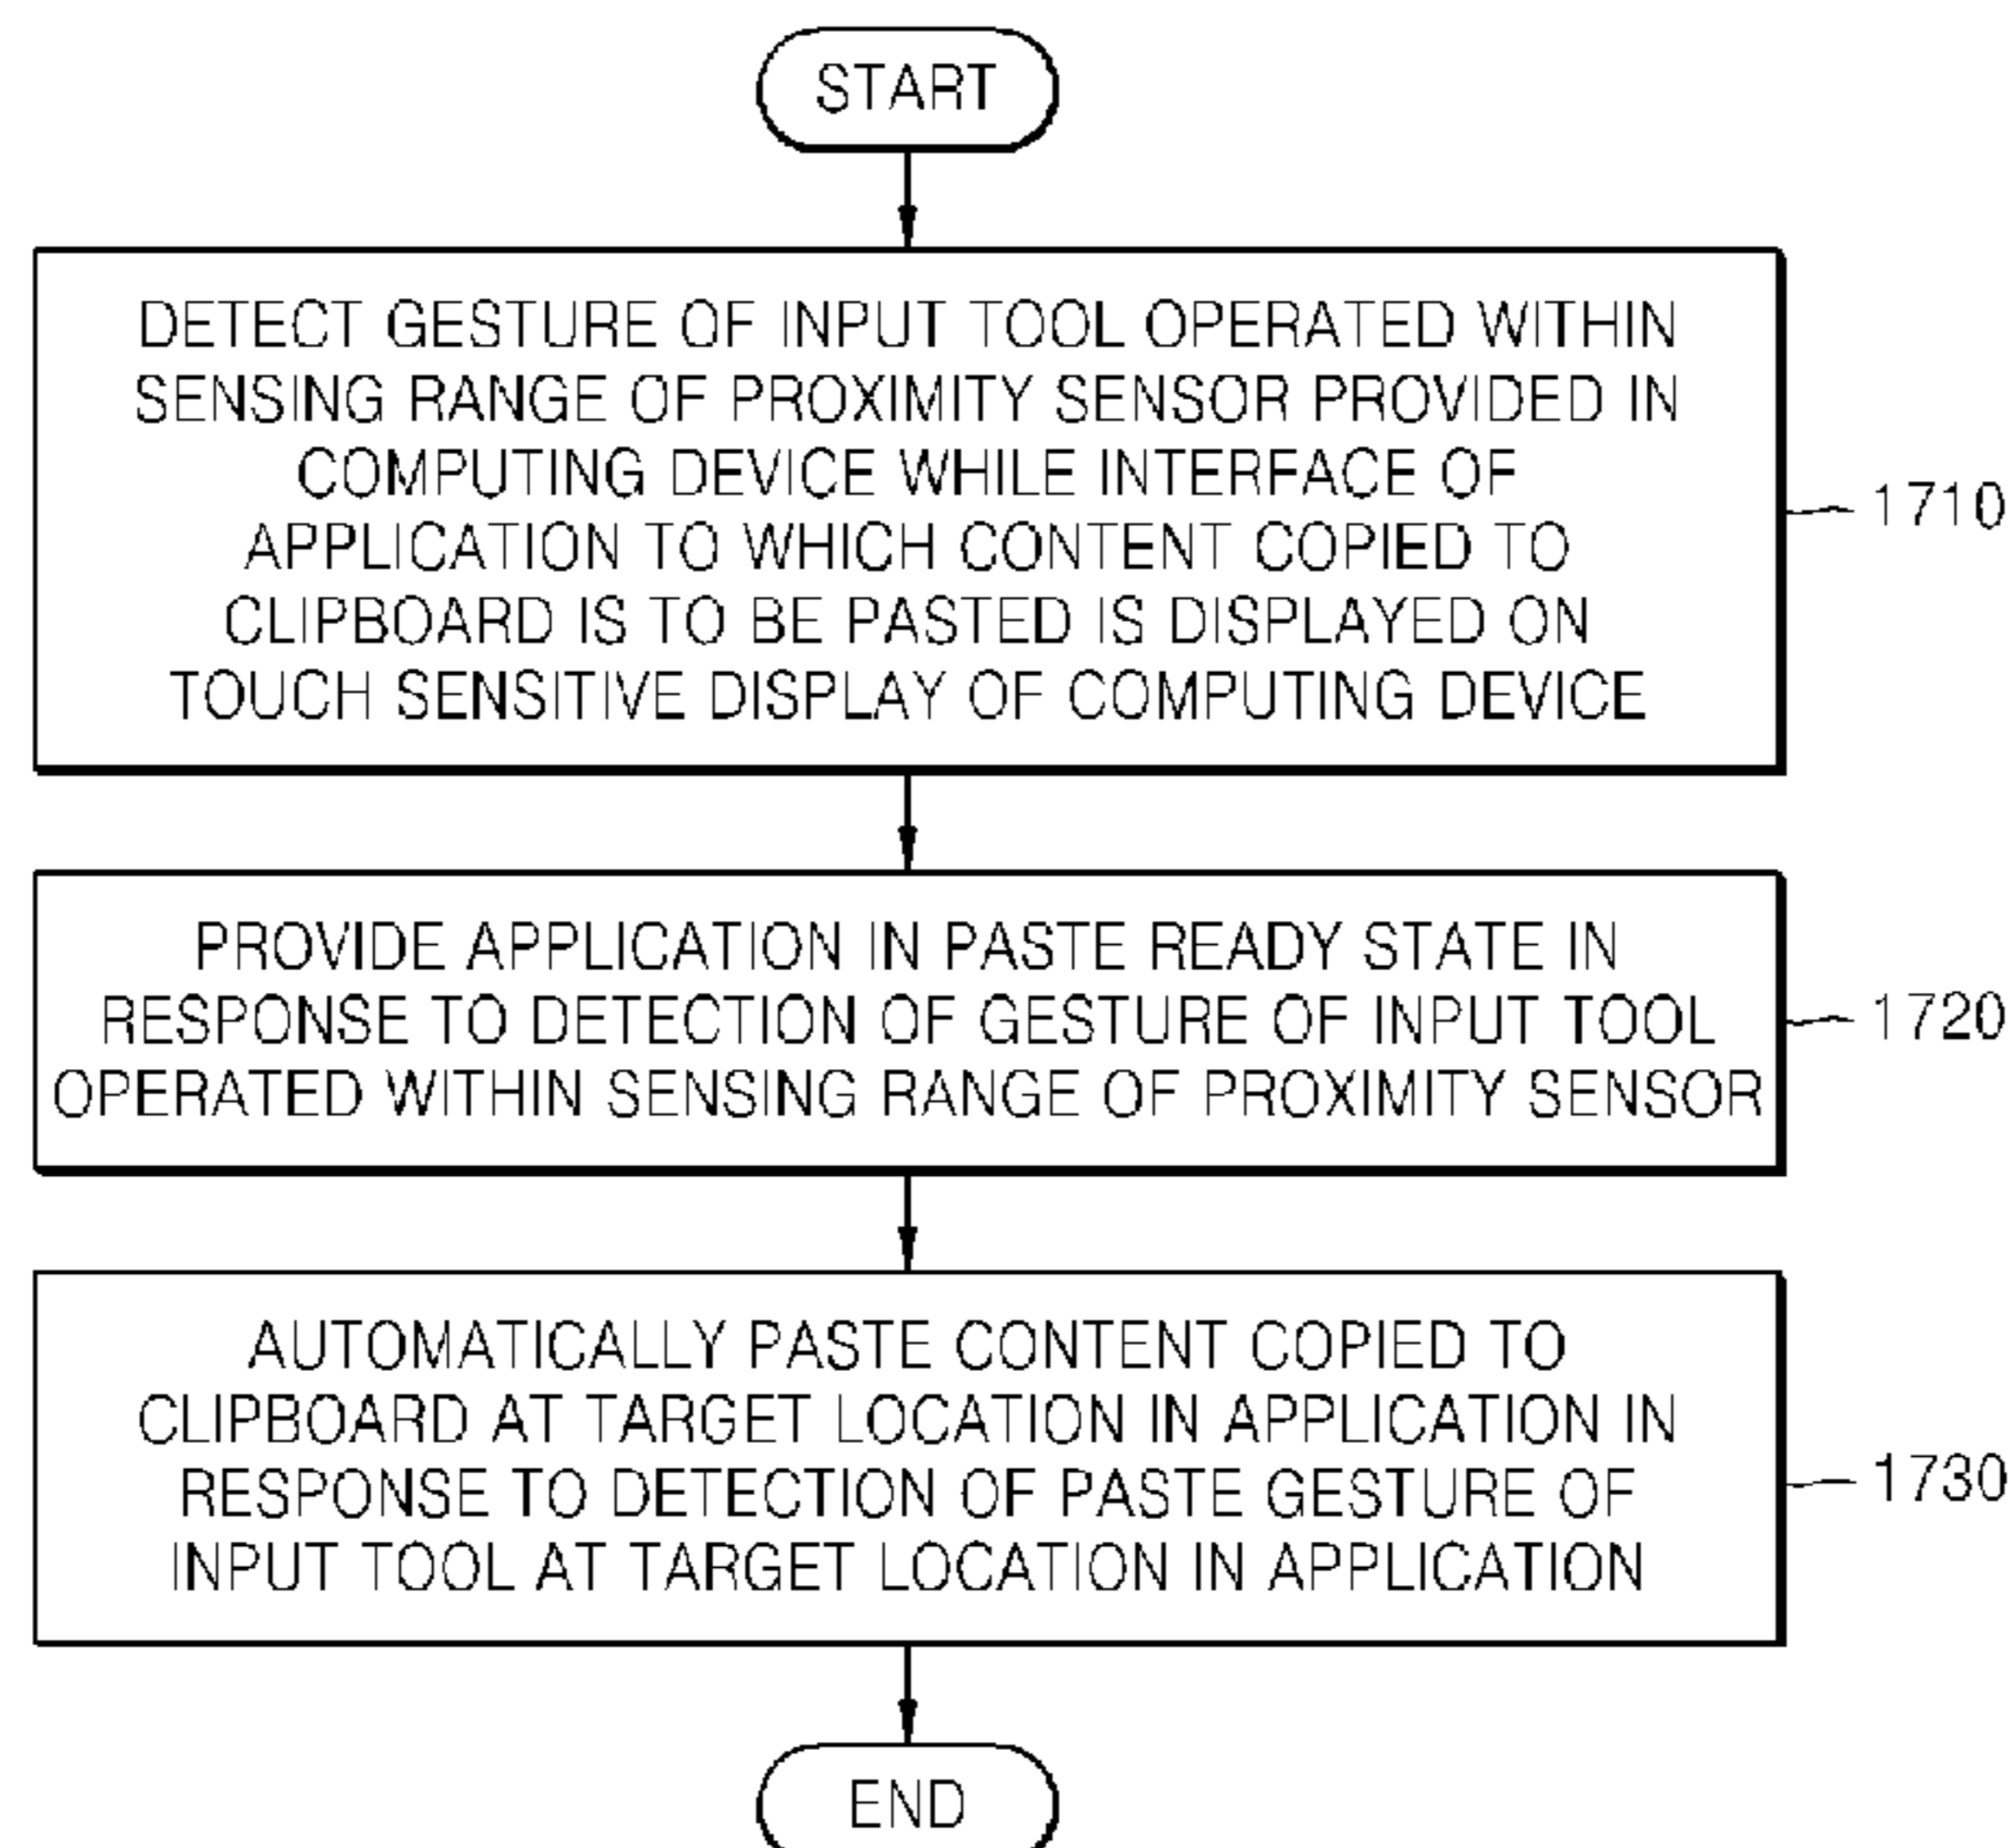 START
DETECT GESTURE OF INPUT TOOL OPERATED WITHIN
SENSING RANGE OF PROXIMITY SENSOR PROVIDED IN
COMPUTING DEVICE WHILE INTERFACE OF
APPLICATION TO WHICH CONTENT COPIED TO
CLIPBOARD IS TO BE PASTED IS DISPLAYED ON
TOUCH SENSITIVE DISPLAY OF COMPUTING DEVICE
1710
PROVIDE APPLICATION IN PASTE READY STATE IN
RESPONSE TO DETECTION OF GESTURE OF INPUT TOOL
OPERATED WITHIN SENSING RANGE OF PROXIMITY SENSOR
1720
AUTOMATICALLY PASTE CONTENT COPIED TO
CLIPBOARD AT TARGET LOCATION IN APPLICATION IN
RESPONSE TO DETECTION OF PASTE GESTURE OF
INPUT TOOL AT TARGET LOCATION IN APPLICATION
1730
END